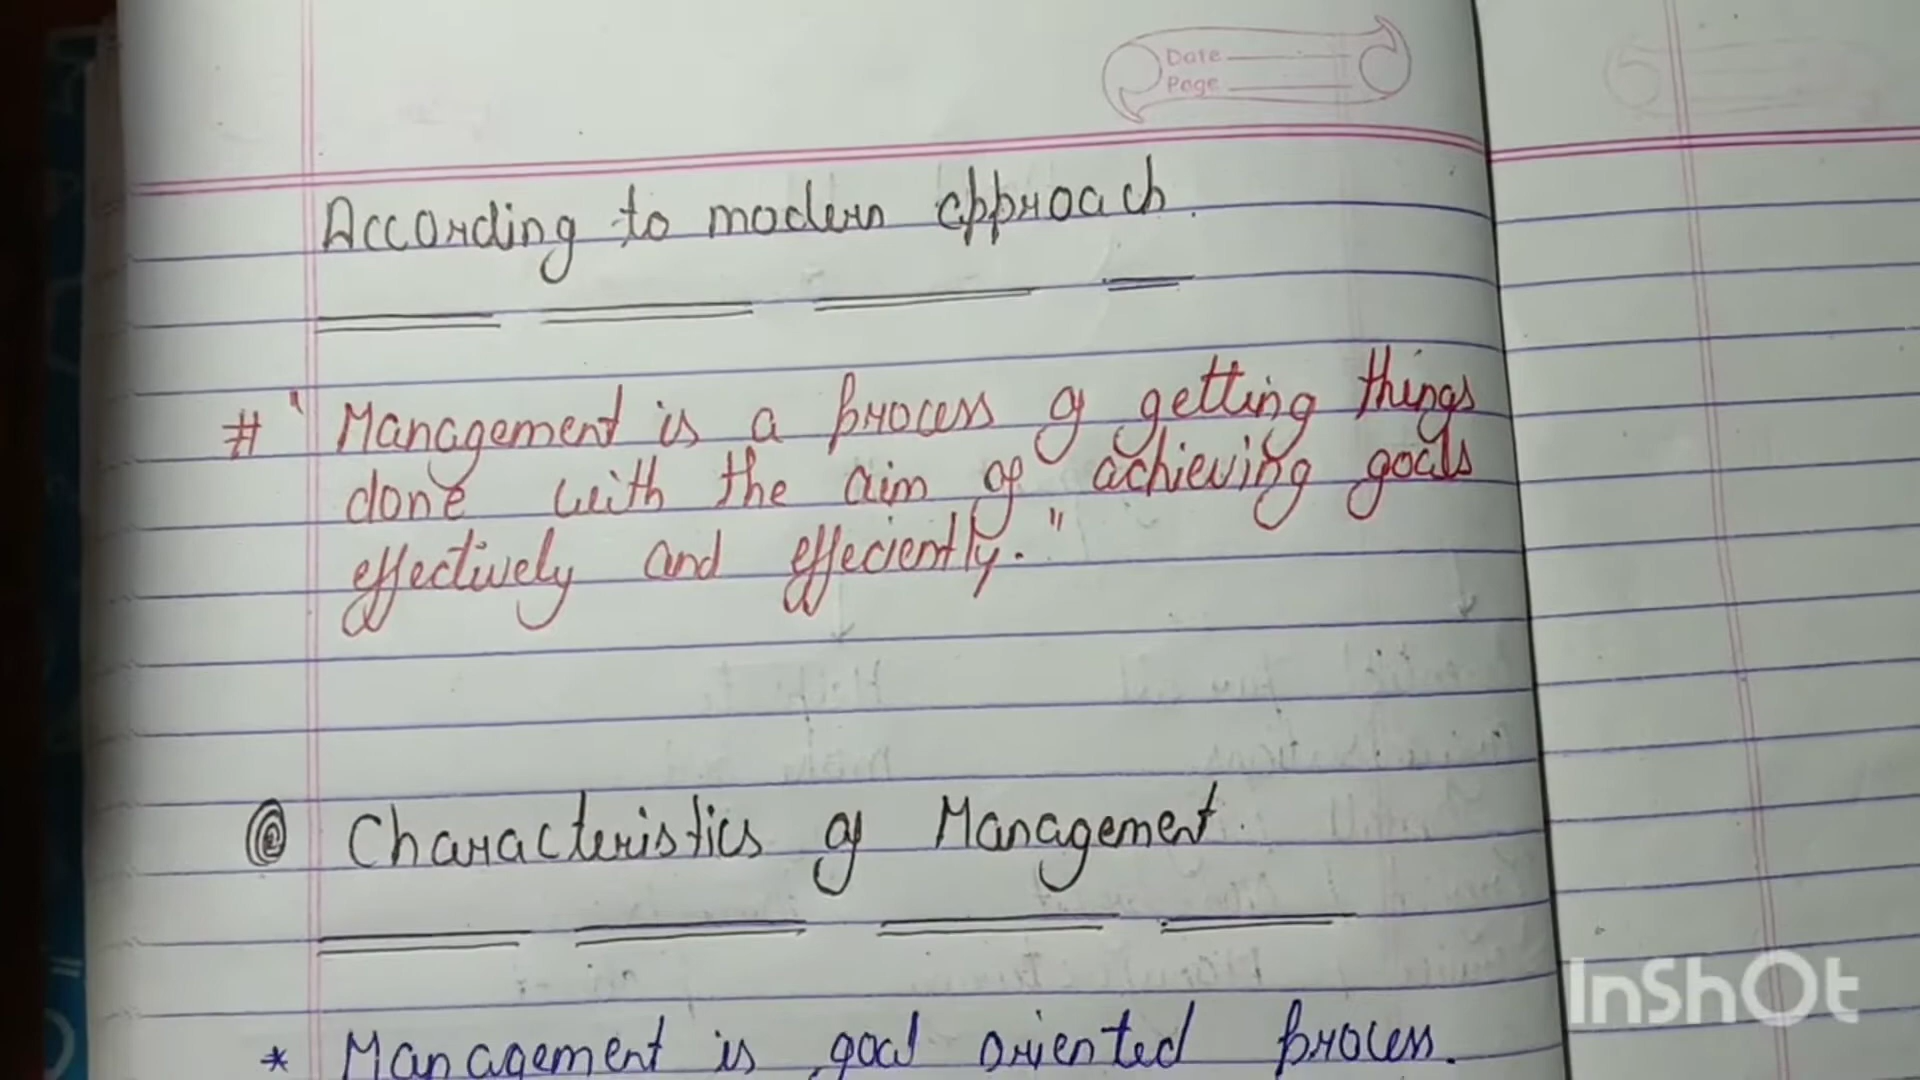 Date
Page
According to modern approach.
# " Management is a process of getting things
done with the aim of achieving goals
effectively and effeciently."
@ Characteristics of Management.
* Management is goal oriented process.
InShOt